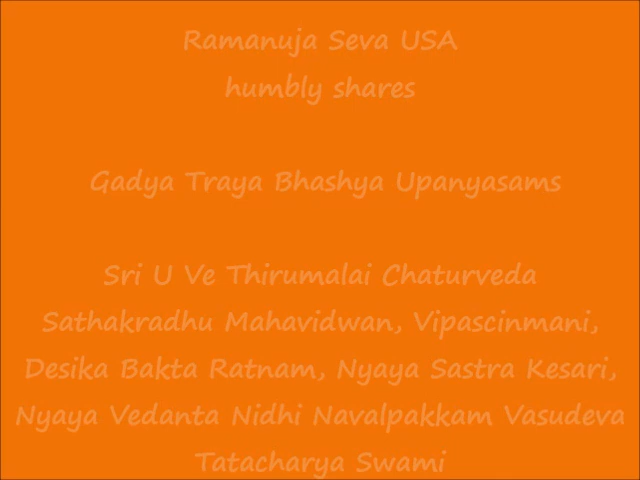 Ramanuja Seva USA
humbly shares
Gadya Traya Bhashya Upanyasams
Sri U Ve Thirumalai Chaturveda
Sathakradhu Mahavidwan, Vipascinmani,
Desika Bakta Ratnam, Nyaya Sastra Kesari,
Nyaya Vedanta Nidhi Navalpakkam Vasudeva
Tatacharya Swami